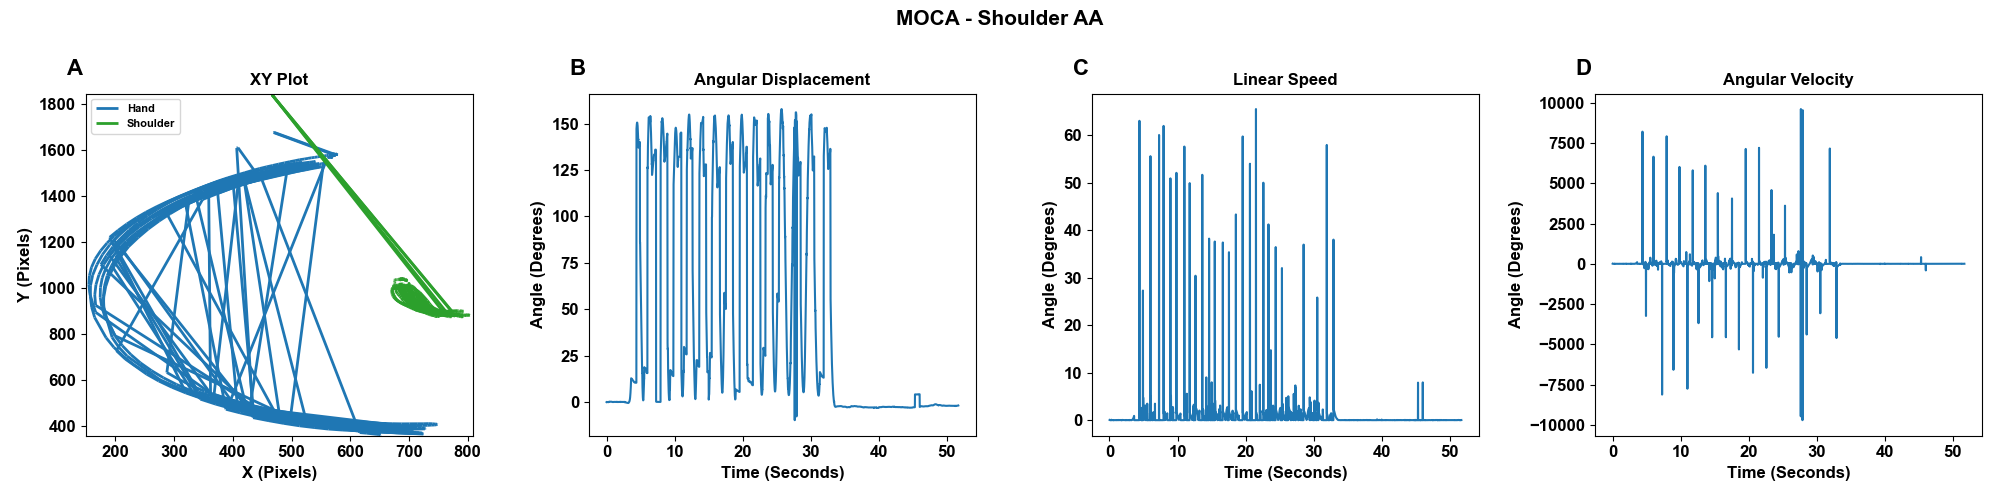 MOCA - Shoulder AA
A
XY Plot
Hand
Shoulder
Y (Pixels)
1800
1600
1400
1200
1000
800
600
400
200 300 400 500 600 700 800
X (Pixels)
B
Angular Displacement
Angle (Degrees)
150
125
100
75
50
25
0
0 10 20 30 40 50
Time (Seconds)
C
Linear Speed
Angle (Degrees)
60
50
40
30
20
10
0
0 10 20 30 40 50
Time (Seconds)
D
Angular Velocity
Angle (Degrees)
10000
7500
5000
2500
0
−2500
−5000
−7500
−10000
0 10 20 30 40 50
Time (Seconds)